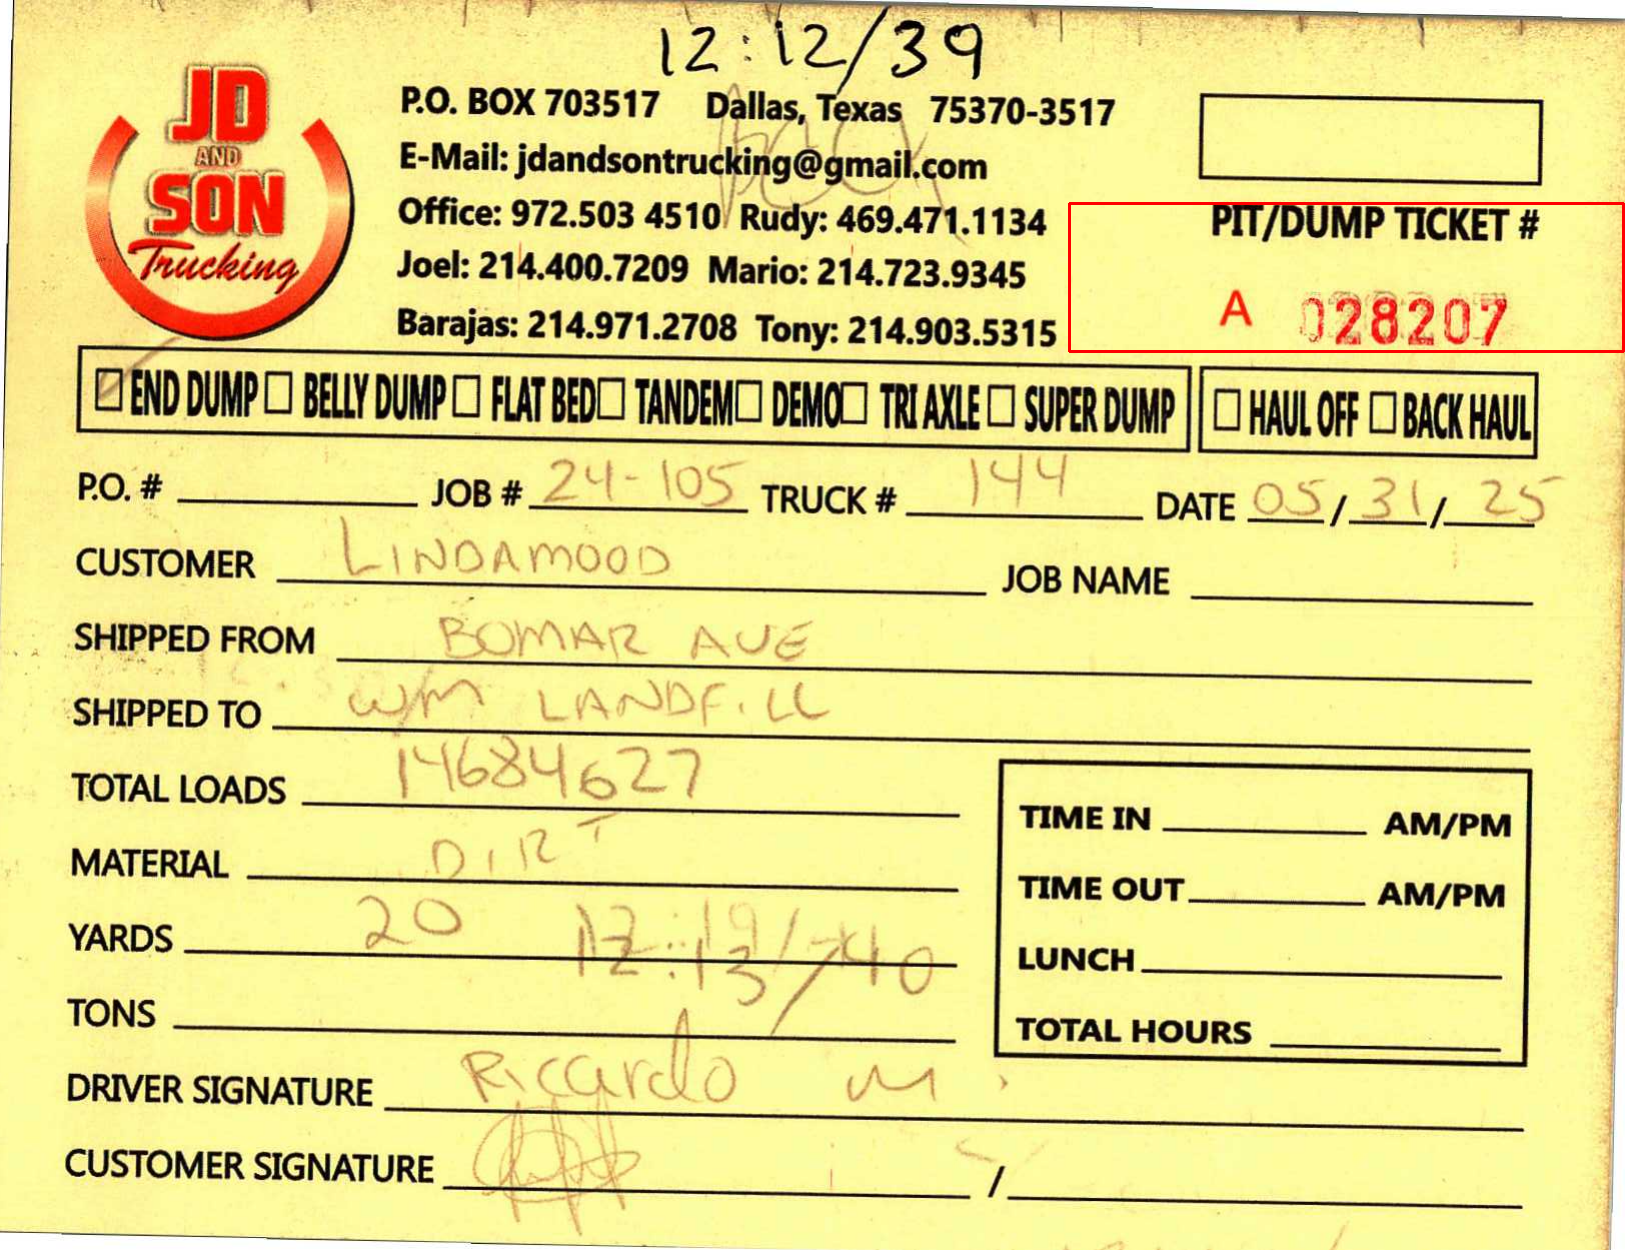 12:12/39
JD
AND
SON
Trucking
P.O. BOX 703517 Dallas, Texas 75370-3517
E-Mail: jdandsontrucking@gmail.com
Office: 972.503 4510 Rudy: 469.471.1134
Joel: 214.400.7209 Mario: 214.723.9345
Barajas: 214.971.2708 Tony: 214.903.5315
PIT/DUMP TICKET #
A 028207
END DUMP BELLY DUMP FLAT BED TANDEM DEMO TRI AXLE SUPER DUMP HAUL OFF BACK HAUL
P.O. # JOB # 24-105 TRUCK # 144 DATE 05/31/25
CUSTOMER LINDAMOOD JOB NAME
SHIPPED FROM BOMAR AVE
SHIPPED TO WM LANDFILL
TOTAL LOADS 14684627
MATERIAL DIRT
YARDS 20
TONS
TIME IN AM/PM
TIME OUT AM/PM
LUNCH
TOTAL HOURS
DRIVER SIGNATURE Riccardo M.
CUSTOMER SIGNATURE /